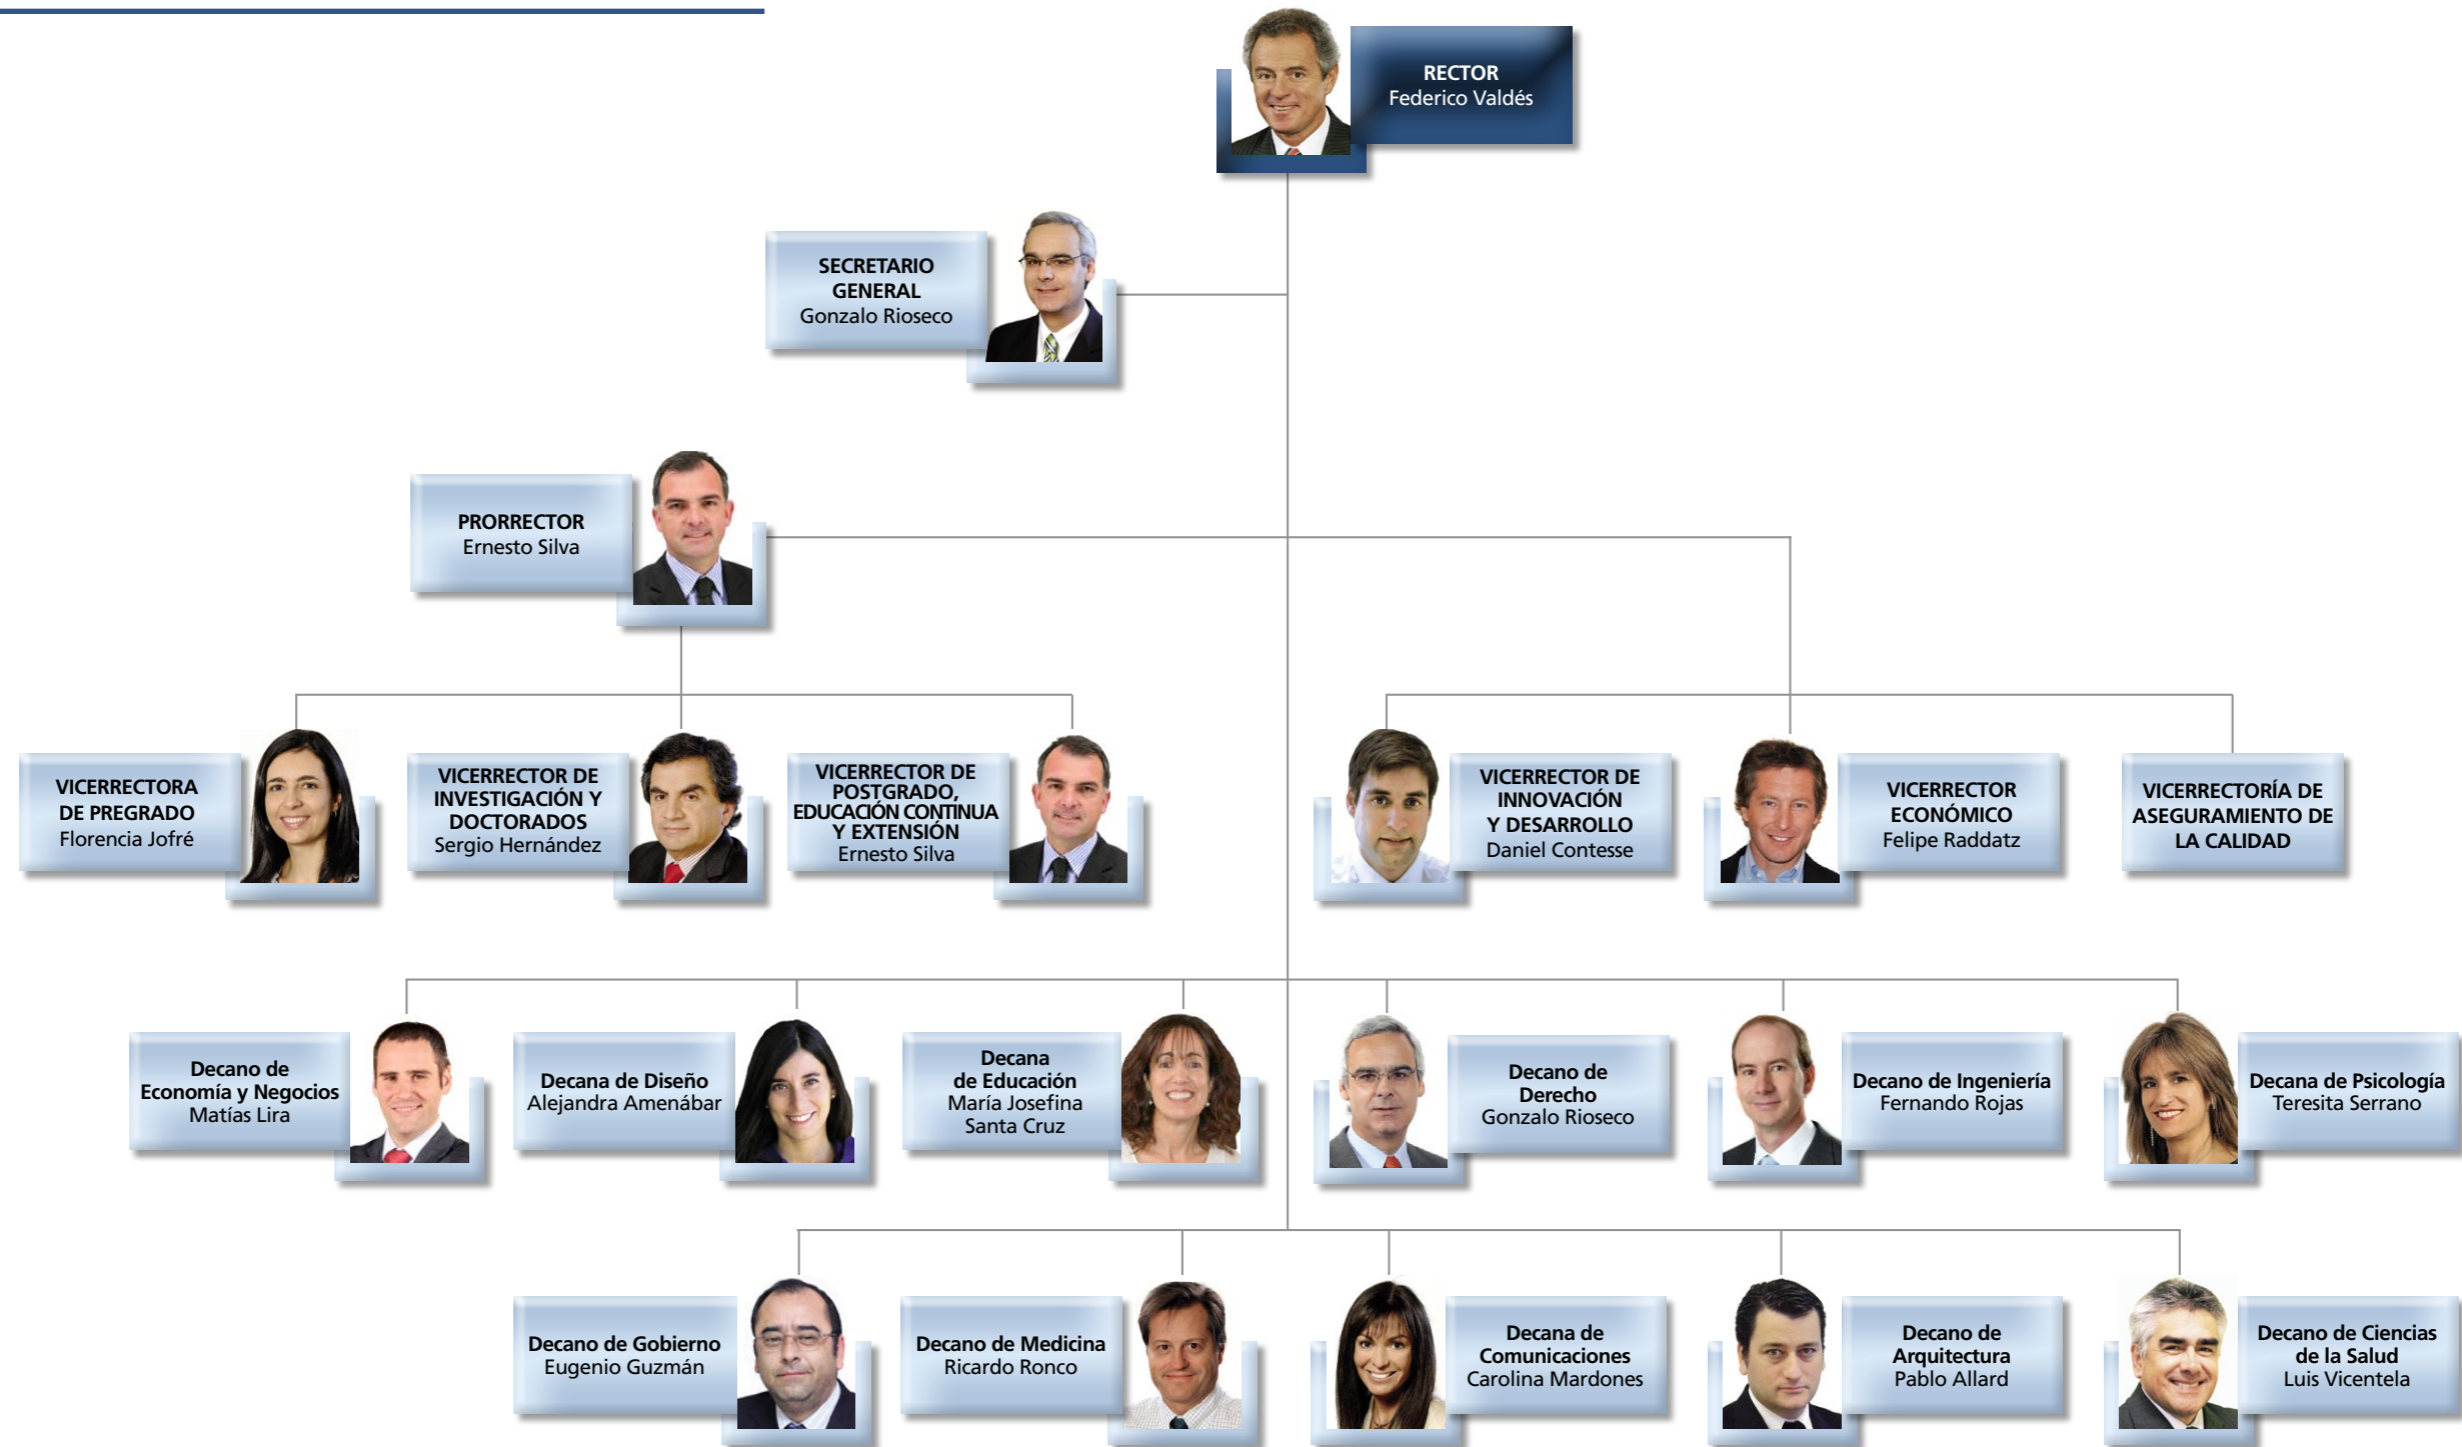 RECTOR
Federico Valdés
SECRETARIO
GENERAL
Gonzalo Rioseco
PRORRECTOR
Ernesto Silva
VICERRECTORA
DE PREGRADO
Florencia Jofré
VICERRECTOR DE
INVESTIGACIÓN Y
DOCTORADOS
Sergio Hernández
VICERRECTOR DE
POSTGRADO,
EDUCACIÓN CONTINUA
Y EXTENSIÓN
Ernesto Silva
VICERRECTOR DE
INNOVACIÓN
Y DESARROLLO
Daniel Contesse
VICERRECTOR
ECONÓMICO
Felipe Raddatz
VICERRECTORÍA DE
ASEGURAMIENTO DE
LA CALIDAD
Decano de
Economía y Negocios
Matías Lira
Decana de Diseño
Alejandra Amenábar
Decana
de Educación
María Josefina
Santa Cruz
Decano de
Derecho
Gonzalo Rioseco
Decano de Ingeniería
Fernando Rojas
Decana de Psicología
Teresita Serrano
Decano de Gobierno
Eugenio Guzmán
Decano de Medicina
Ricardo Ronco
Decana de
Comunicaciones
Carolina Mardones
Decano de
Arquitectura
Pablo Allard
Decano de Ciencias
de la Salud
Luis Vicentela